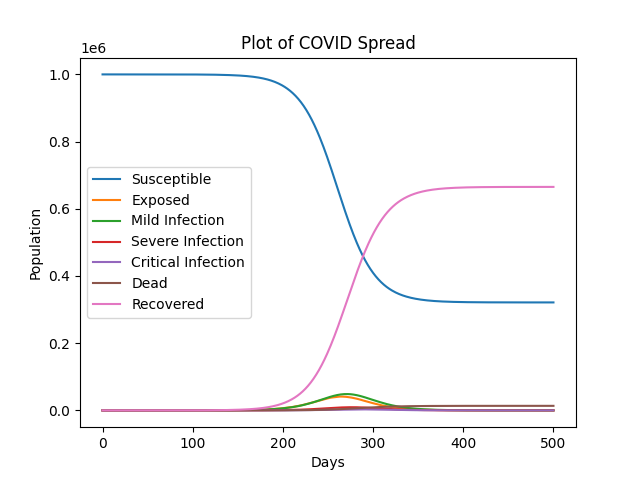 Plot of COVID Spread
1e6
1.0
0.8
0.6
0.4
0.2
0.0
Population
Susceptible
Exposed
Mild Infection
Severe Infection
Critical Infection
Dead
Recovered
0 100 200 300 400 500
Days